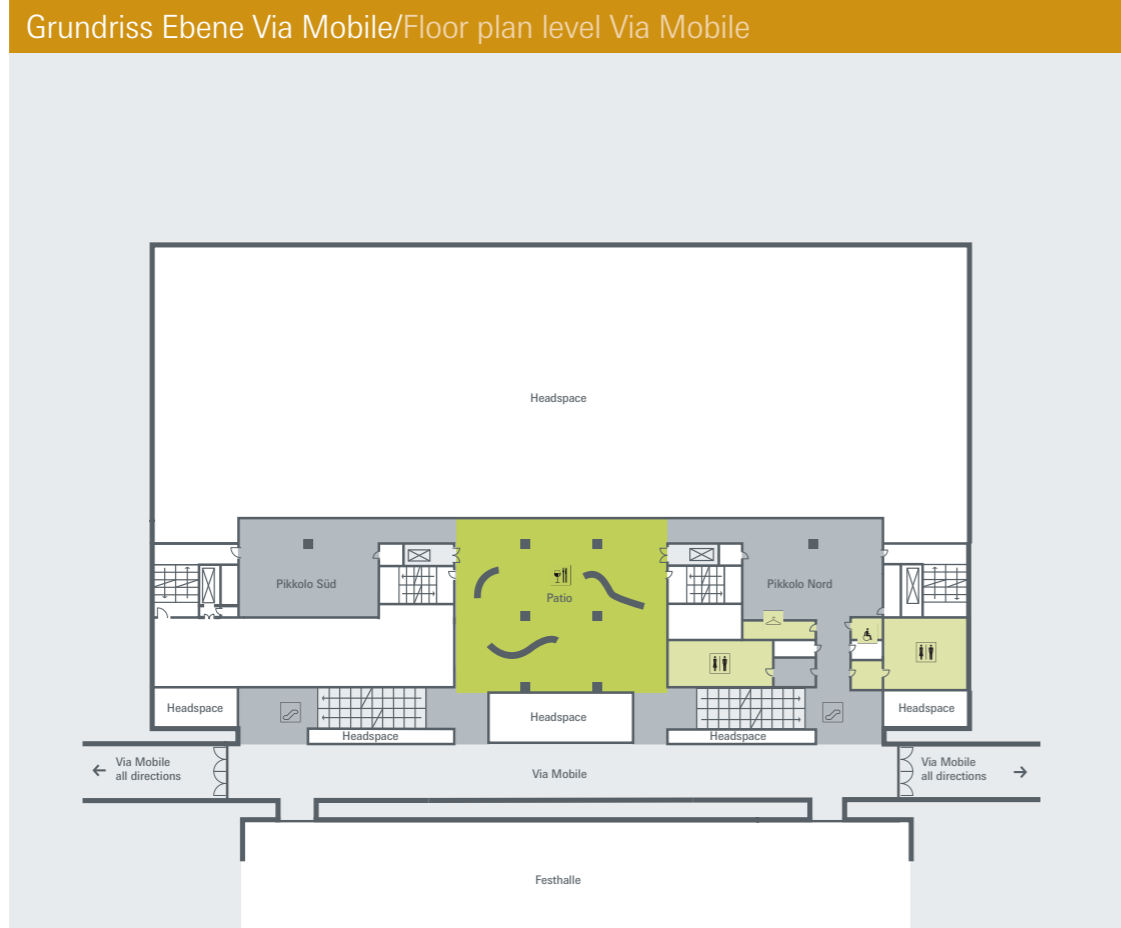 Grundriss Ebene Via Mobile/Floor plan level Via Mobile
Headspace
Pikkolo Süd
Patio
Pikkolo Nord
Headspace
Headspace
Headspace
Headspace
Headspace
Via Mobile
all directions
Via Mobile
Via Mobile
all directions
Festhalle